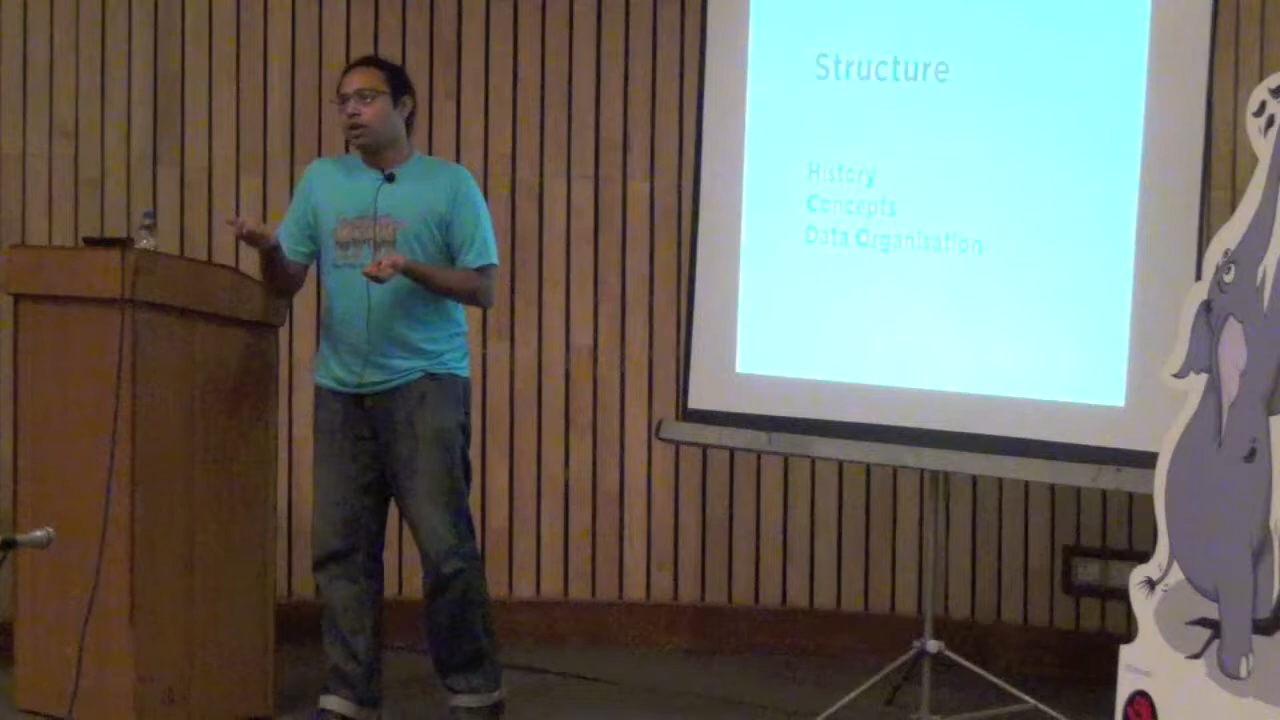 Structure
History
Concepts
Data Organisation